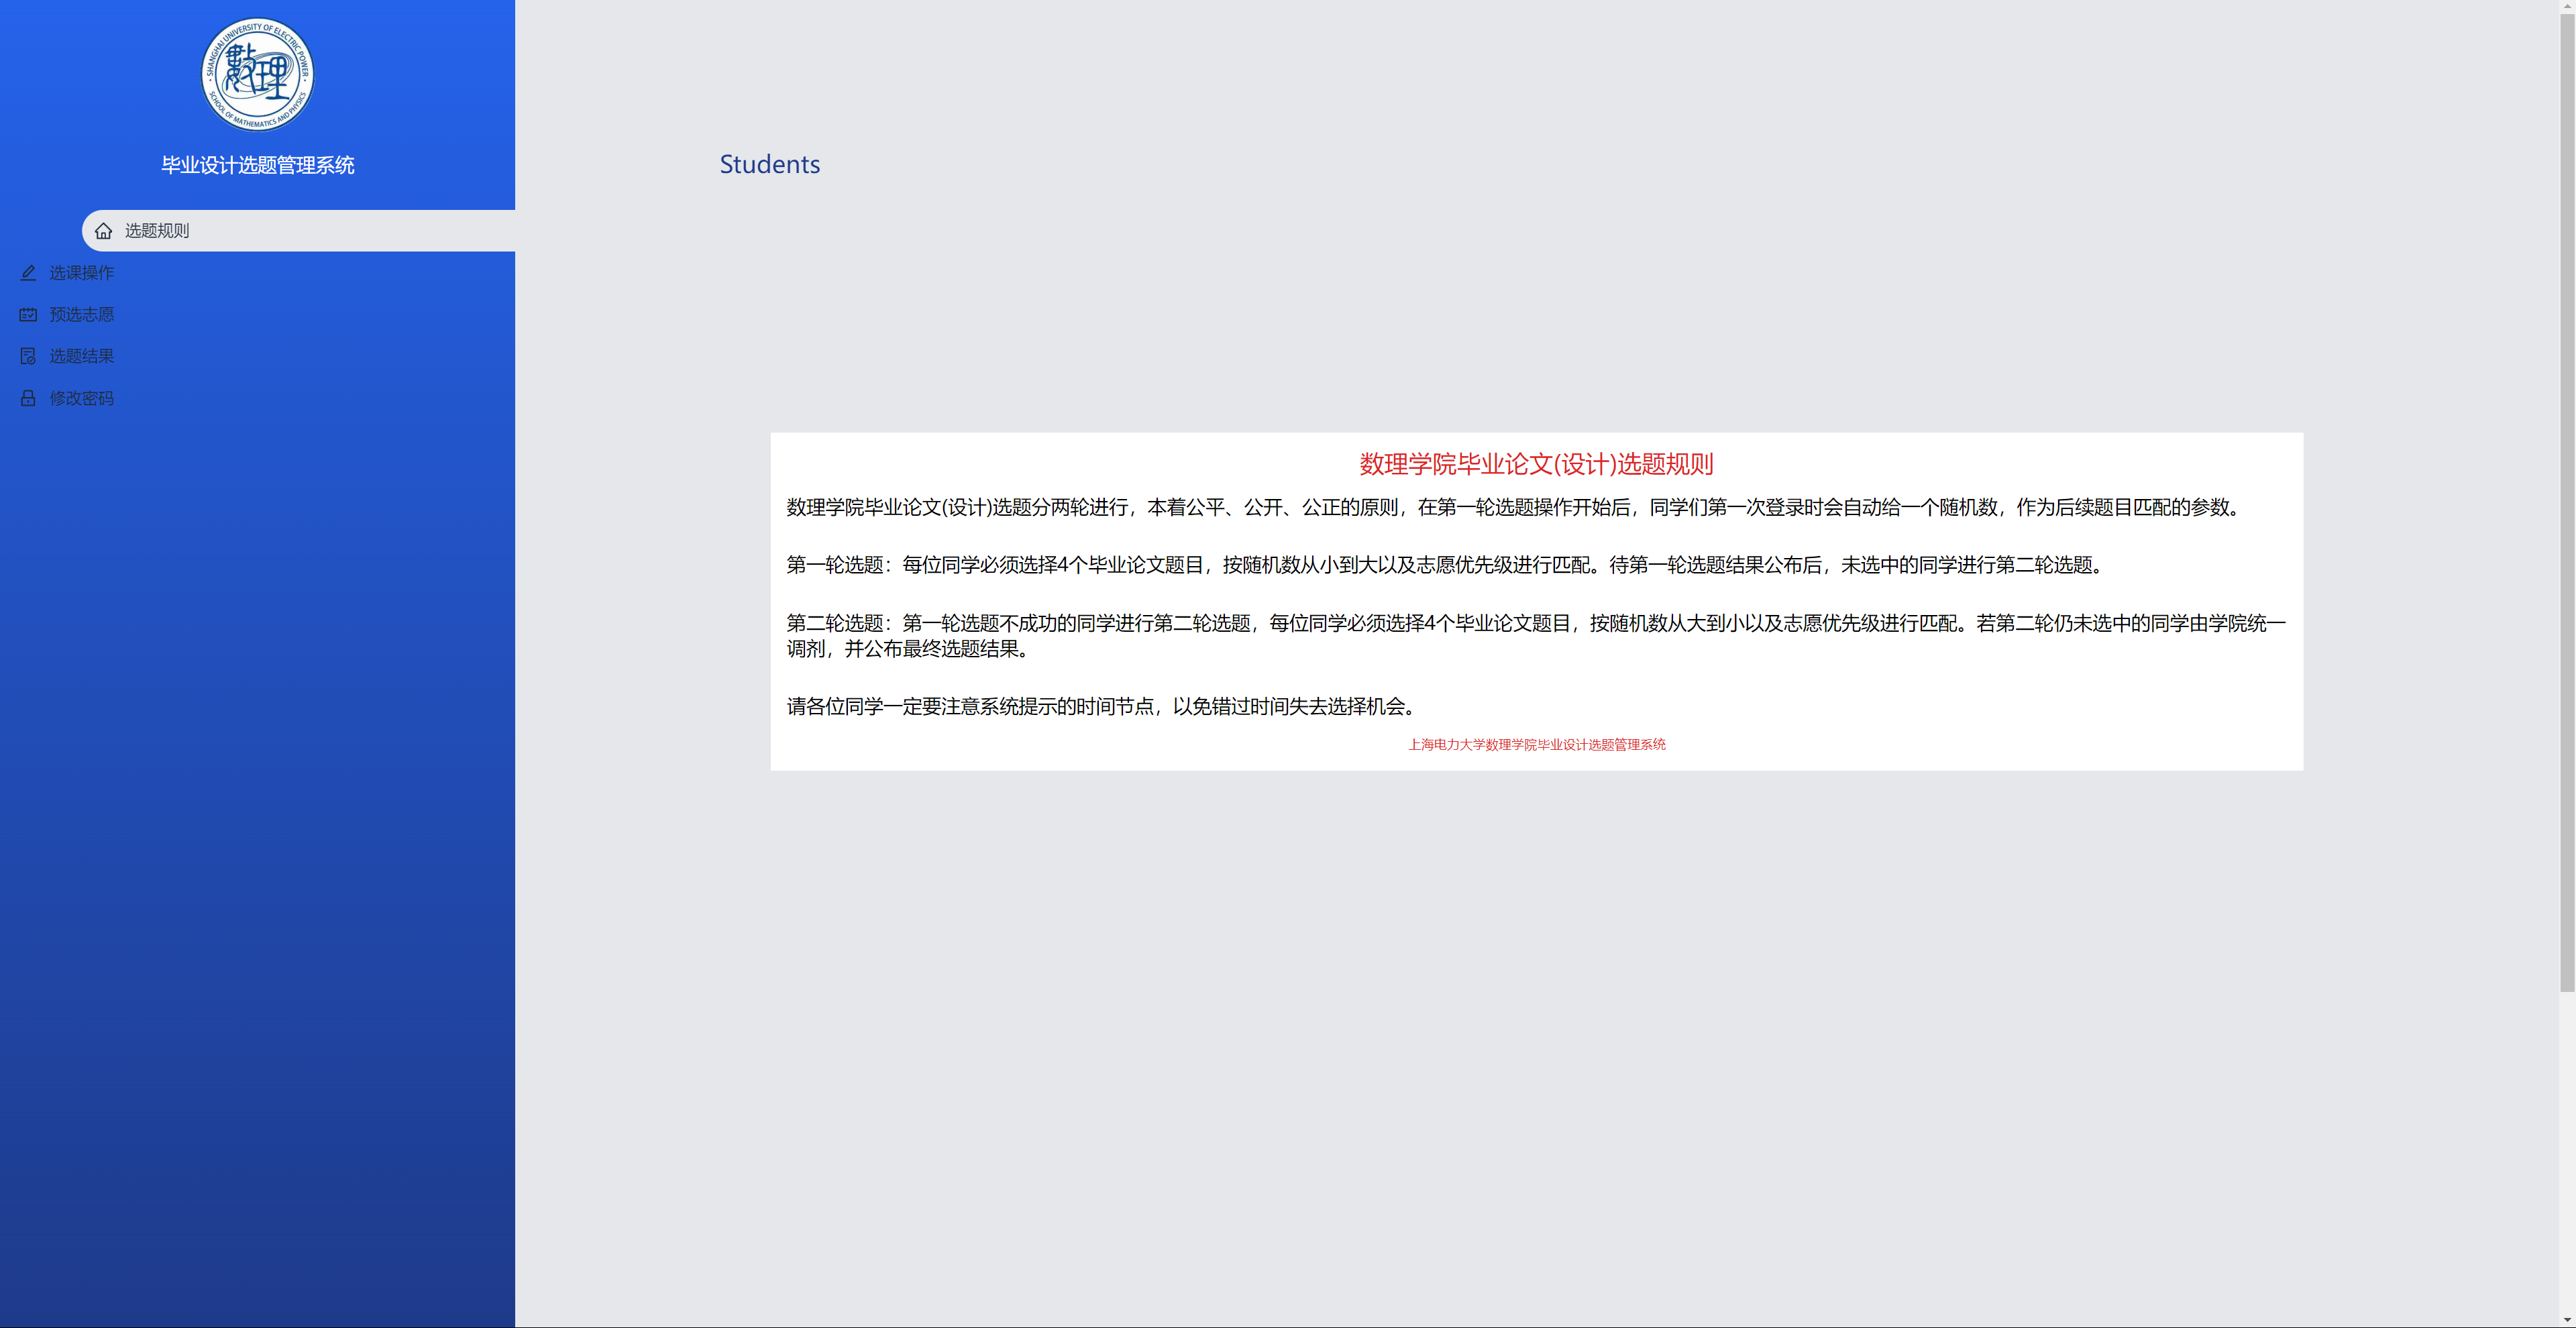 SHANGHAI UNIVERSITY OF ELECTRIC POWER
數理
SCHOOL OF MATHEMATICS AND PHYSICS
毕业设计选题管理系统
选题规则
选课操作
预选志愿
选题结果
修改密码
Students
数理学院毕业论文(设计)选题规则
数理学院毕业论文(设计)选题分两轮进行，本着公平、公开、公正的原则，在第一轮选题操作开始后，同学们第一次登录时会自动给一个随机数，作为后续题目匹配的参数。
第一轮选题：每位同学必须选择4个毕业论文题目，按随机数从小到大以及志愿优先级进行匹配。待第一轮选题结果公布后，未选中的同学进行第二轮选题。
第二轮选题：第一轮选题不成功的同学进行第二轮选题，每位同学必须选择4个毕业论文题目，按随机数从大到小以及志愿优先级进行匹配。若第二轮仍未选中的同学由学院统一
调剂，并公布最终选题结果。
请各位同学一定要注意系统提示的时间节点，以免错过时间失去选择机会。
上海电力大学数理学院毕业设计选题管理系统